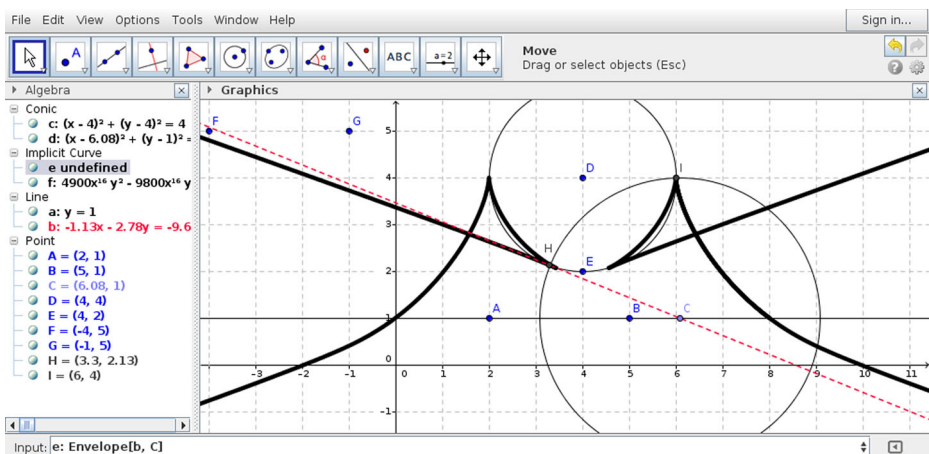 File Edit View Options Tools Window Help Sign in...
A ABC a=2 Move
Drag or select objects (Esc)
Algebra Graphics
Conic
c: (x - 4)² + (y - 4)² = 4
d: (x - 6.08)² + (y - 1)² =
Implicit Curve
e undefined
f: 4900x¹⁶ y² - 9800x¹⁶ y
Line
a: y = 1
b: -1.13x - 2.78y = -9.6
Point
A = (2, 1)
B = (5, 1)
C = (6.08, 1)
D = (4, 4)
E = (4, 2)
F = (-4, 5)
G = (-1, 5)
H = (3.3, 2.13)
I = (6, 4)
F G 5
4 D I
3
H
2 E
1 A B C
0
-3 -2 -1 0 1 2 3 4 5 6 7 8 9 10 11
-1
Input: e: Envelope[b, C]